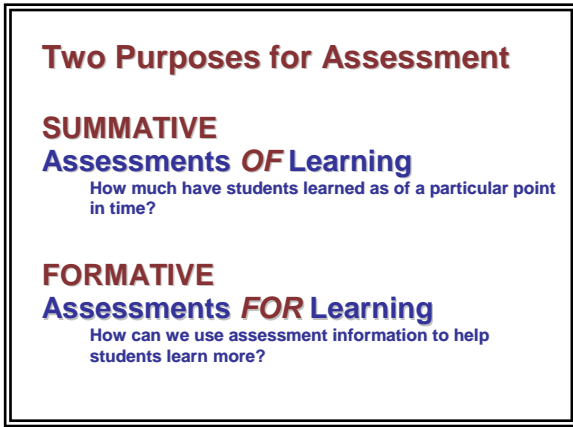 Two Purposes for Assessment
SUMMATIVE
Assessments OF Learning
How much have students learned as of a particular point
in time?
FORMATIVE
Assessments FOR Learning
How can we use assessment information to help
students learn more?